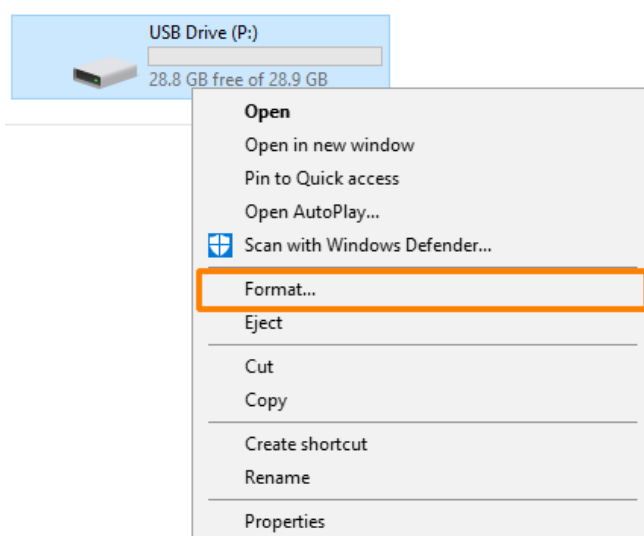 USB Drive (P:)
28.8 GB free of 28.9 GB
Open
Open in new window
Pin to Quick access
Open AutoPlay...
Scan with Windows Defender...
Format...
Eject
Cut
Copy
Create shortcut
Rename
Properties